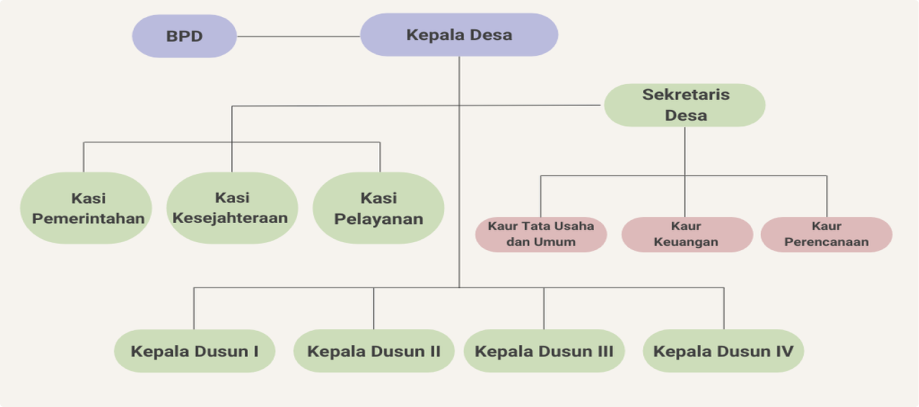 BPD
Kepala Desa
Sekretaris
Desa
Kasi
Pemerintahan
Kasi
Kesejahteraan
Kasi
Pelayanan
Kaur Tata Usaha
dan Umum
Kaur
Keuangan
Kaur
Perencanaan
Kepala Dusun I
Kepala Dusun II
Kepala Dusun III
Kepala Dusun IV